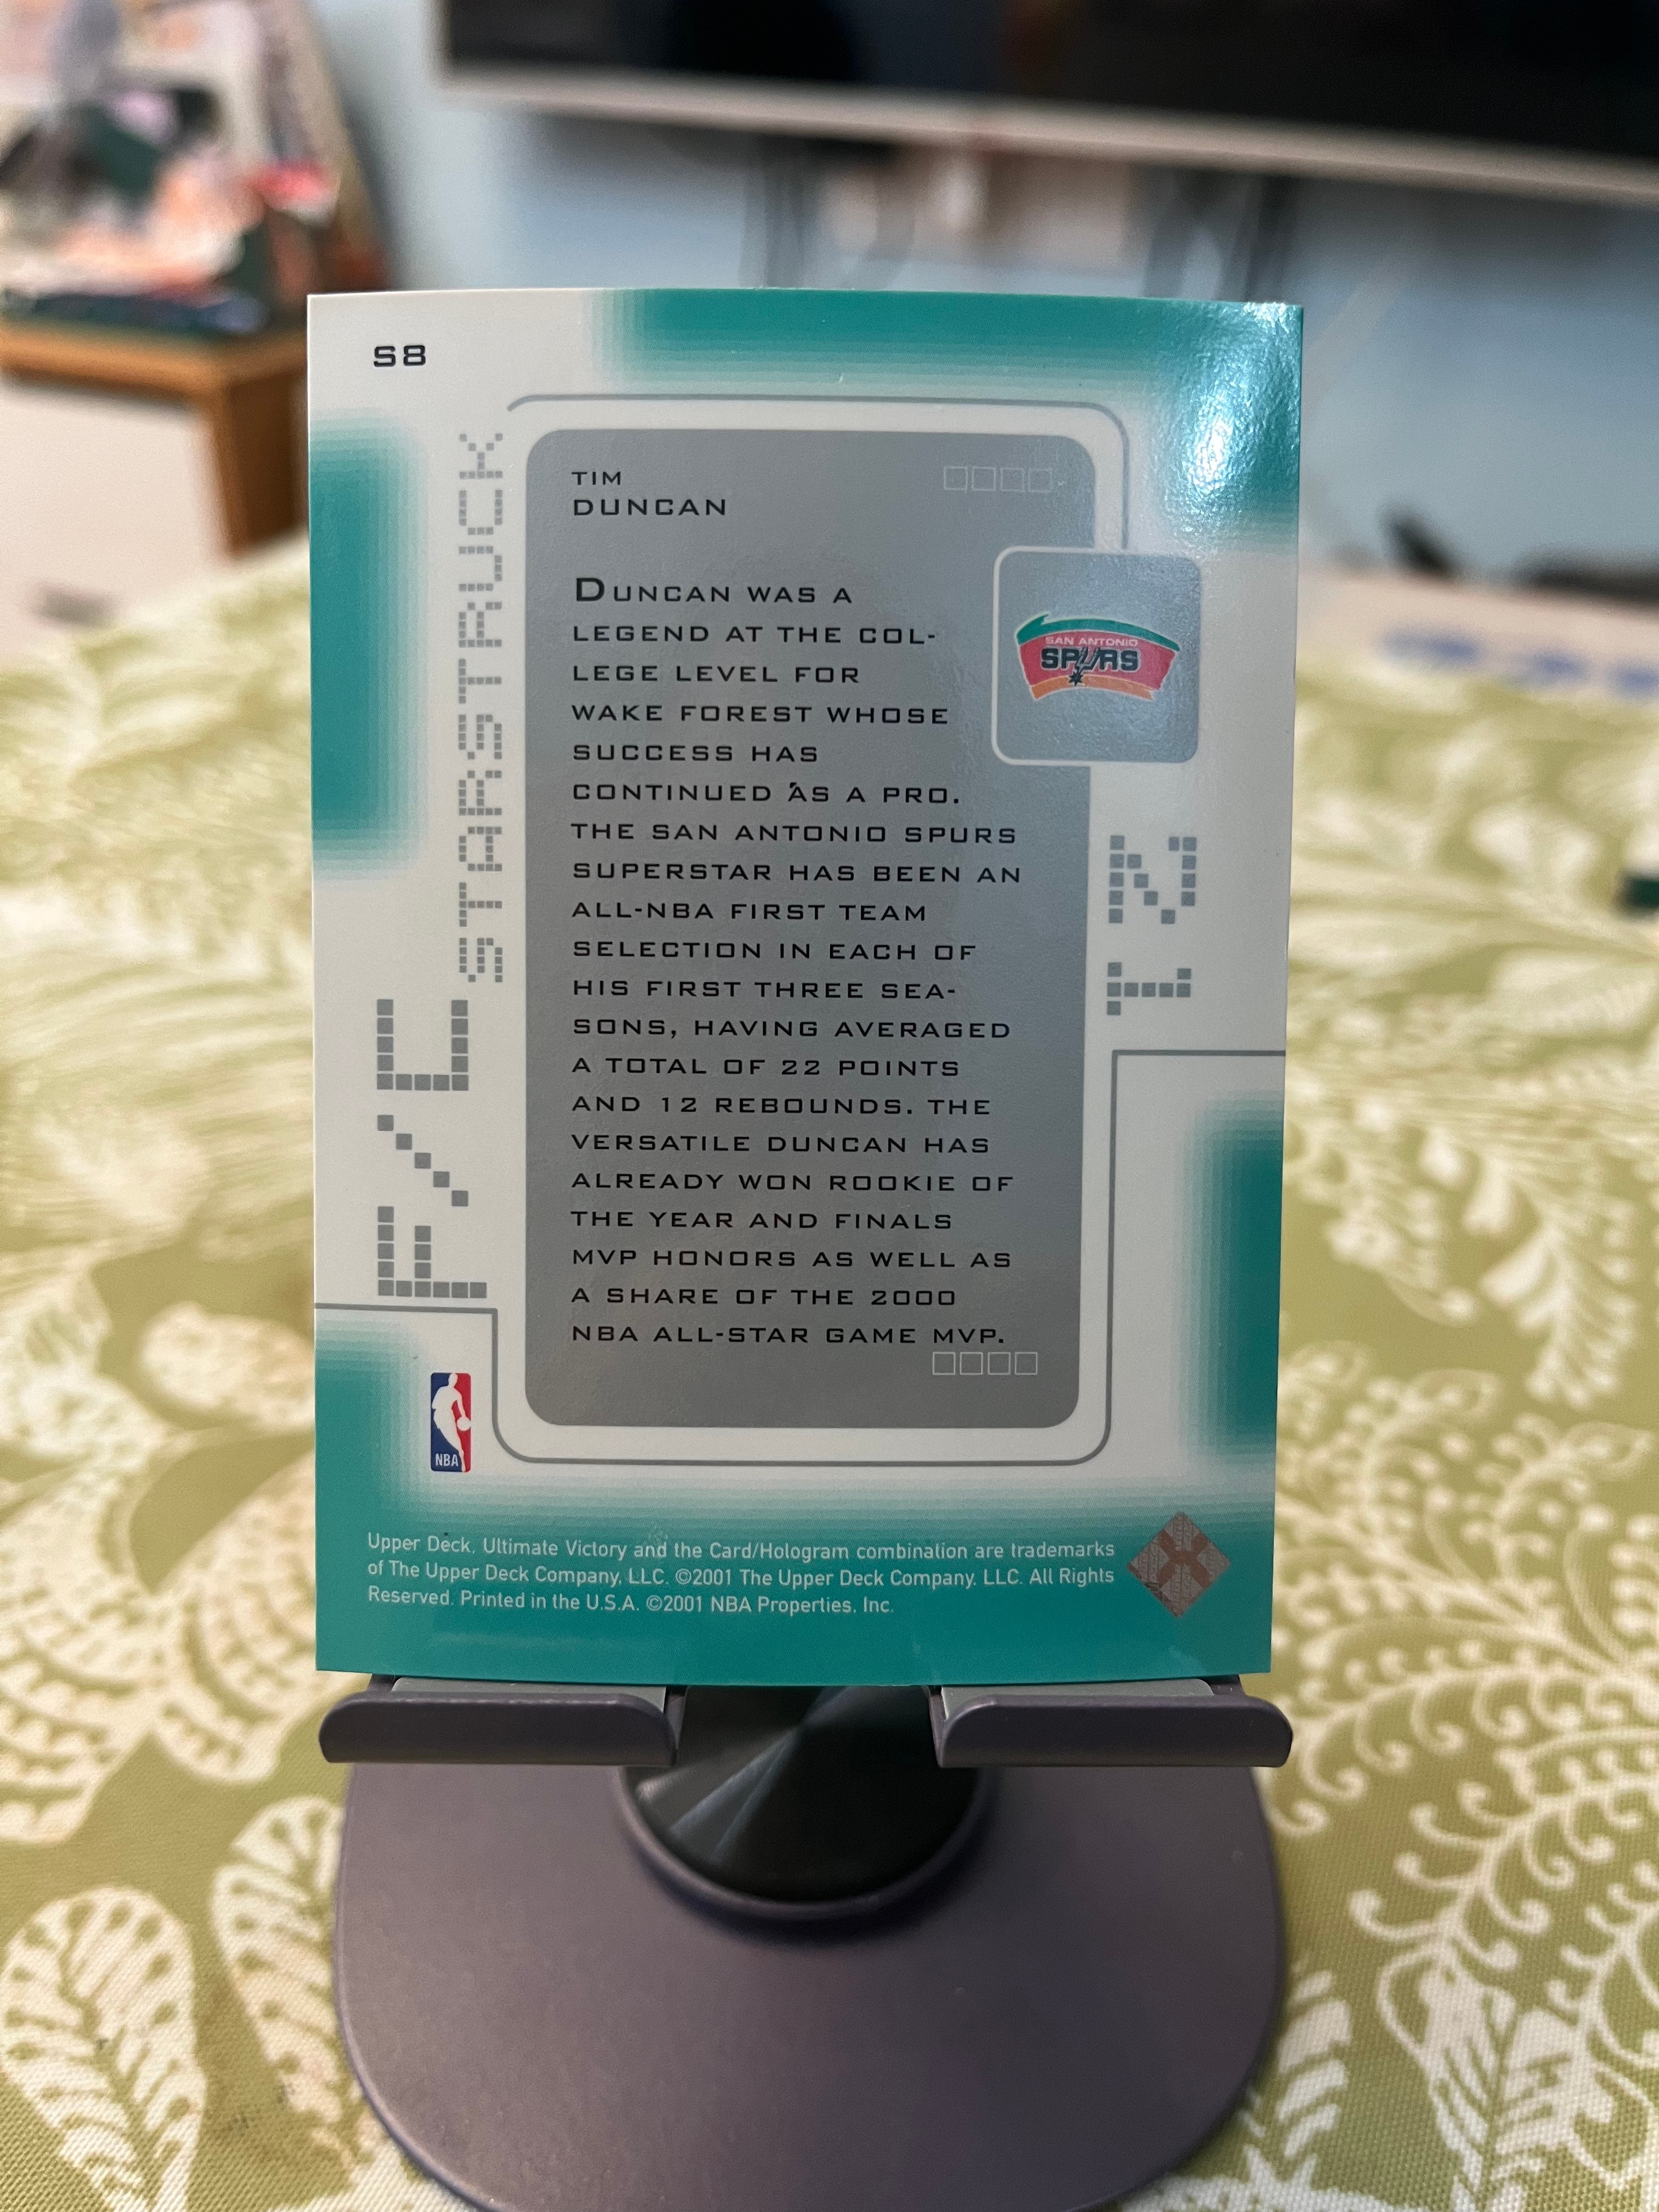 S8
STARSTRUCK
F/C
TIM
DUNCAN
DUNCAN WAS A
LEGEND AT THE COL-
LEGE LEVEL FOR
WAKE FOREST WHOSE
SUCCESS HAS
CONTINUED AS A PRO.
THE SAN ANTONIO SPURS
SUPERSTAR HAS BEEN AN
ALL-NBA FIRST TEAM
SELECTION IN EACH OF
HIS FIRST THREE SEA-
SONS, HAVING AVERAGED
A TOTAL OF 22 POINTS
AND 12 REBOUNDS. THE
VERSATILE DUNCAN HAS
ALREADY WON ROOKIE OF
THE YEAR AND FINALS
MVP HONORS AS WELL AS
A SHARE OF THE 2000
NBA ALL-STAR GAME MVP.
SAN ANTONIO
SPURS
21
NBA
Upper Deck, Ultimate Victory and the Card/Hologram combination are trademarks
of The Upper Deck Company, LLC. ©2001 The Upper Deck Company, LLC. All Rights
Reserved. Printed in the U.S.A. ©2001 NBA Properties, Inc.